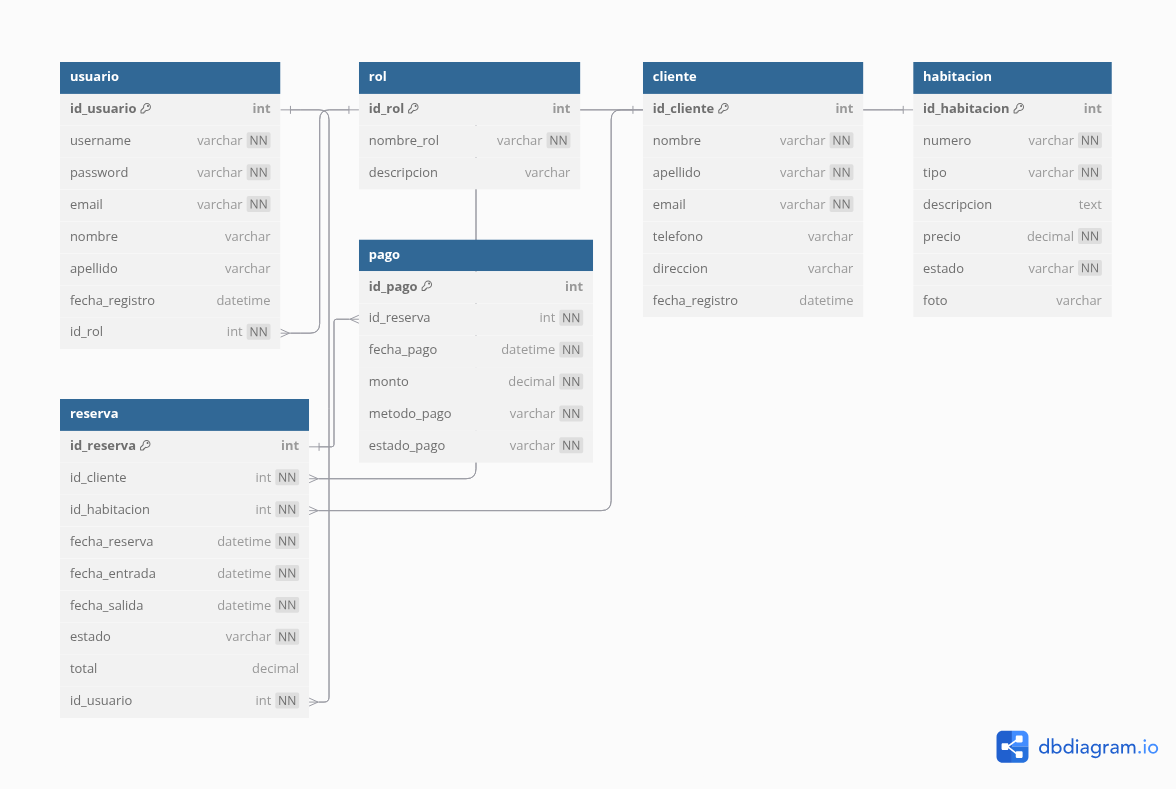 usuario
id_usuario int
username varchar NN
password varchar NN
email varchar NN
nombre varchar
apellido varchar
fecha_registro datetime
id_rol int NN
rol
id_rol int
nombre_rol varchar NN
descripcion varchar
cliente
id_cliente int
nombre varchar NN
apellido varchar NN
email varchar NN
telefono varchar
direccion varchar
fecha_registro datetime
habitacion
id_habitacion int
numero varchar NN
tipo varchar NN
descripcion text
precio decimal NN
estado varchar NN
foto varchar
pago
id_pago int
id_reserva int NN
fecha_pago datetime NN
monto decimal NN
metodo_pago varchar NN
estado_pago varchar NN
reserva
id_reserva int
id_cliente int NN
id_habitacion int NN
fecha_reserva datetime NN
fecha_entrada datetime NN
fecha_salida datetime NN
estado varchar NN
total decimal
id_usuario int NN
dbdiagram.io